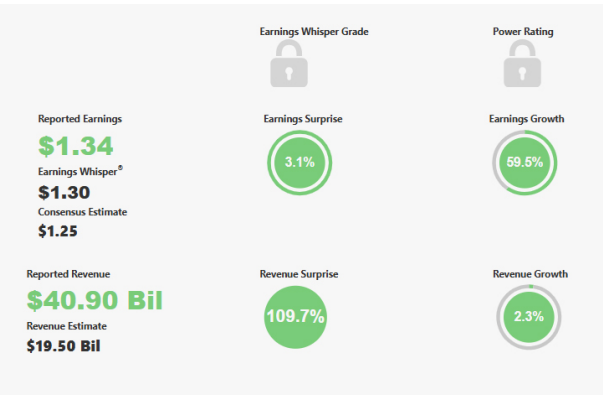 Earnings Whisper Grade
Power Rating
Reported Earnings
$1.34
Earnings Whisper®
$1.30
Consensus Estimate
$1.25
Earnings Surprise
3.1%
Earnings Growth
59.5%
Reported Revenue
$40.90 Bil
Revenue Estimate
$19.50 Bil
Revenue Surprise
109.7%
Revenue Growth
2.3%